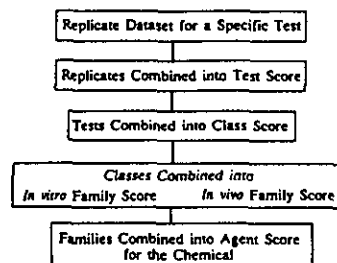 Replicate Dataset for a Specific Test
Replicates Combined into Test Score
Tests Combined into Class Score
Classes Combined into
In vitro Family Score In vivo Family Score
Families Combined into Agent Score
for the Chemical